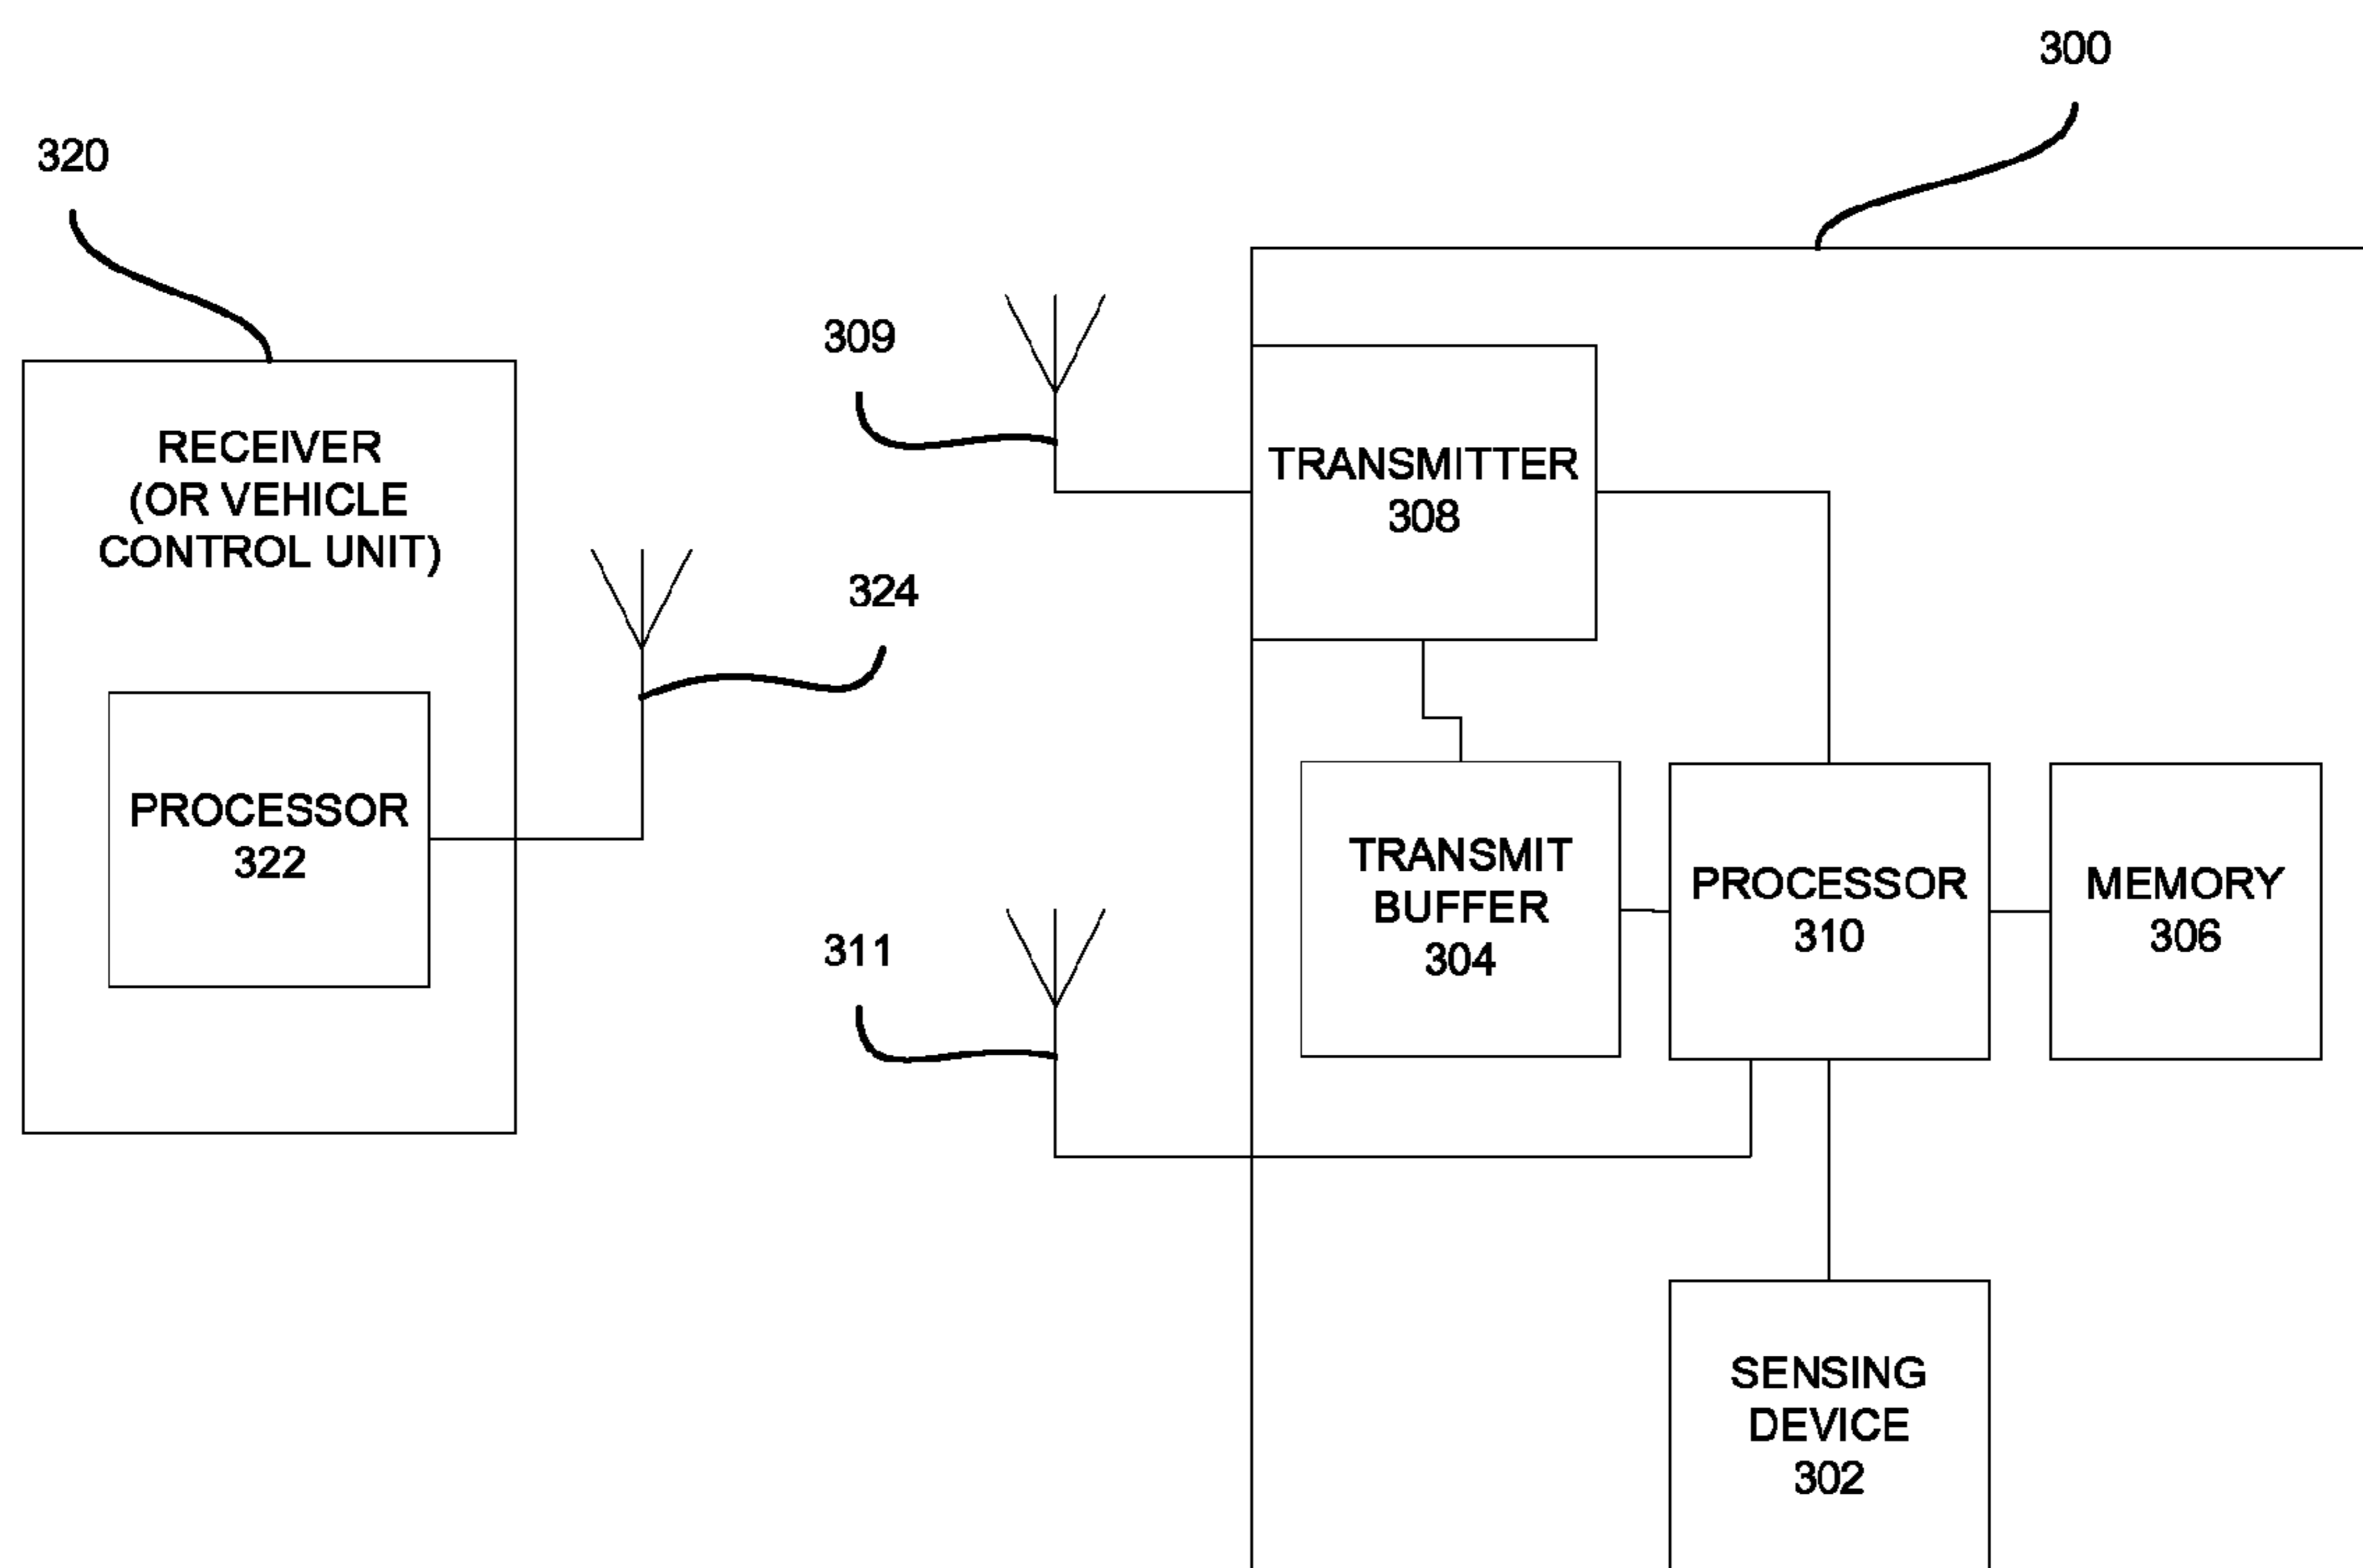 300
320
309
RECEIVER
(OR VEHICLE
CONTROL UNIT)
TRANSMITTER
308
324
PROCESSOR
322
TRANSMIT
BUFFER
304
PROCESSOR
310
MEMORY
306
311
SENSING
DEVICE
302